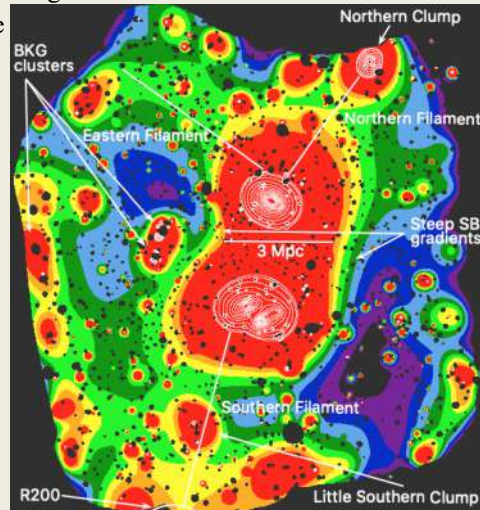 e
Northern Clump
BKG
clusters
Northern Filament
Eastern Filament
Steep SB
gradients
3 Mpc
Southern Filament
R200
Little Southern Clump